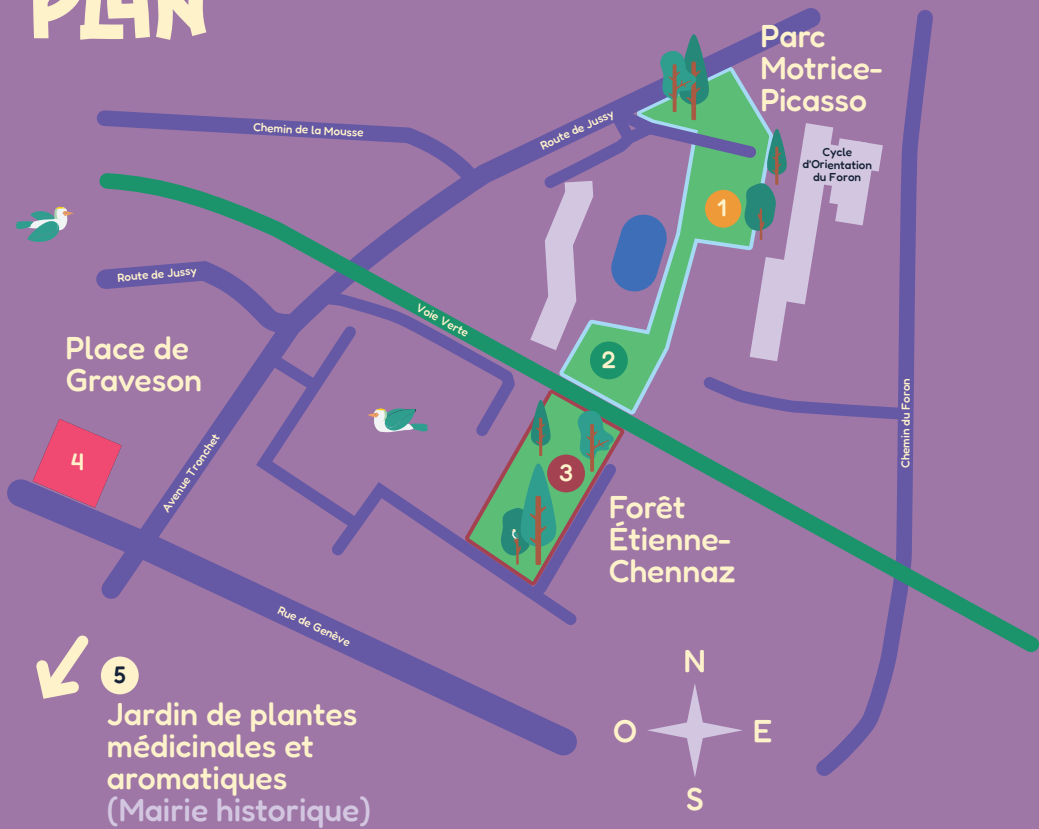 PLAN
Parc
Motrice-
Picasso
Chemin de la Mousse
Route de Jussy
Cycle
d'Orientation
du Foron
1
Route de Jussy
Voie Verte
Place de
Graveson
2
4
Avenue Tronchet
3
Chemin du Foron
Forêt
Étienne-
Chennaz
Rue de Genève
5
Jardin de plantes
médicinales et
aromatiques
(Mairie historique)
N
O E
S